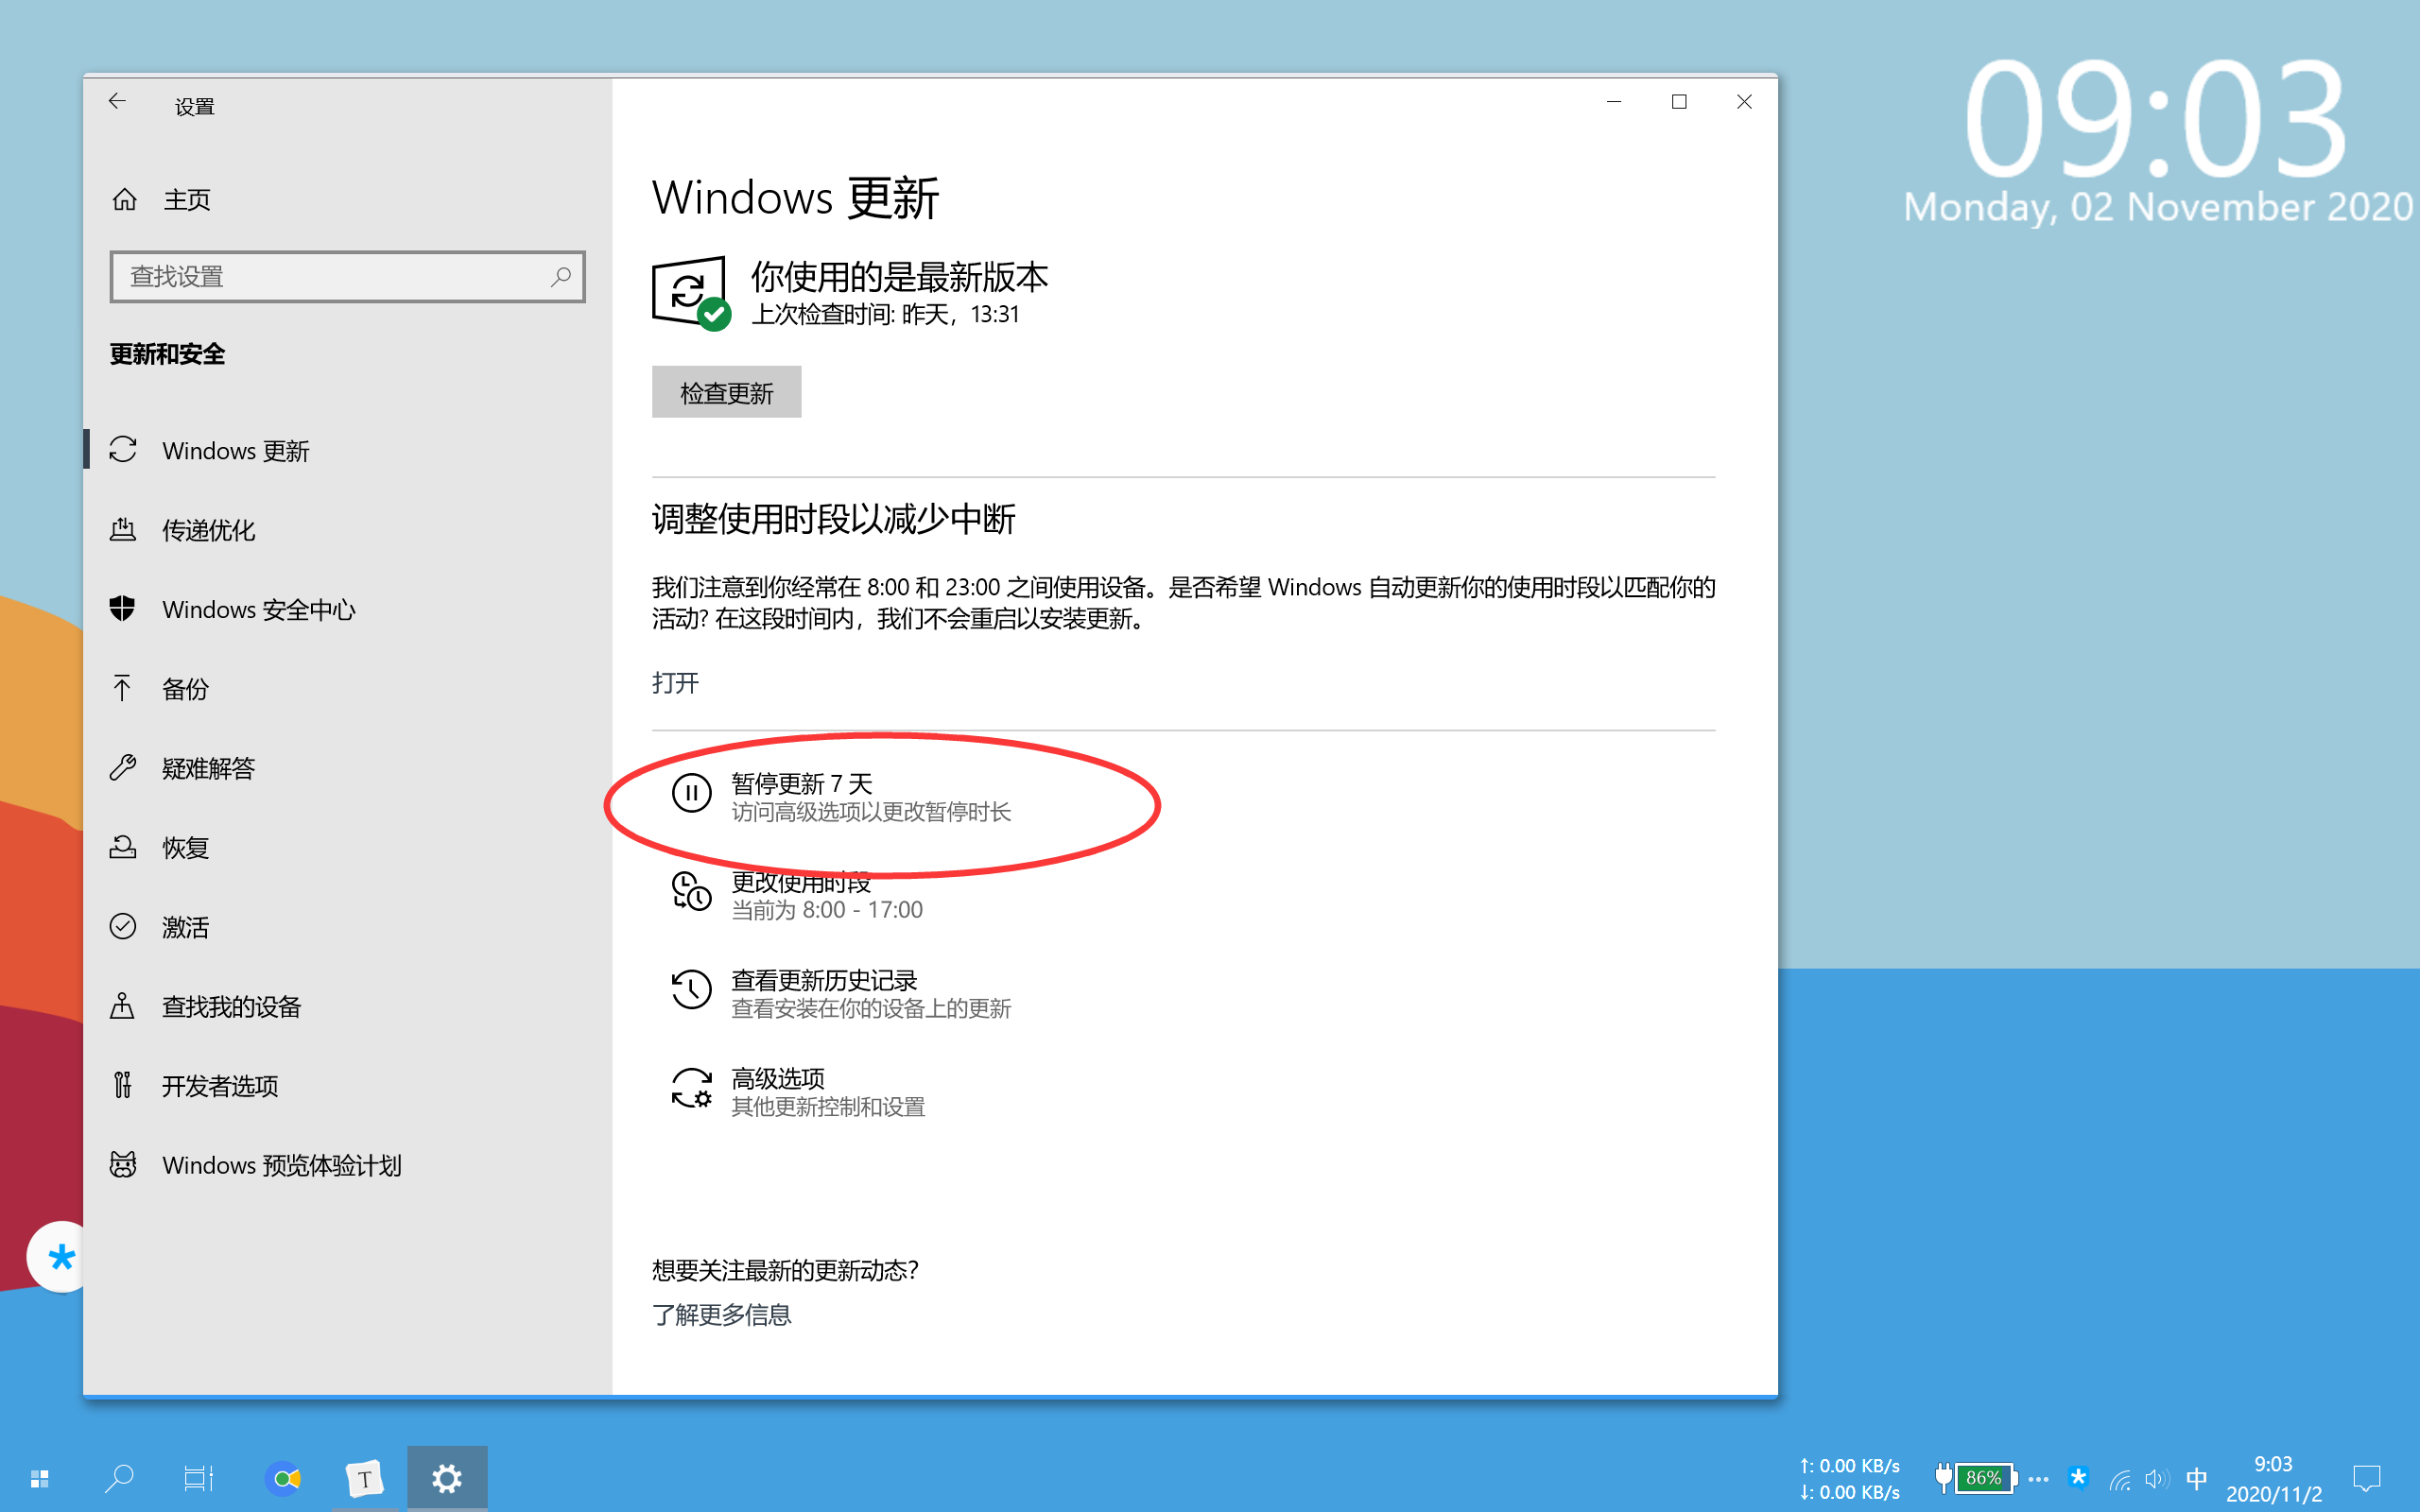 09:03
Monday, 02 November 2020
设置
主页
查找设置
更新和安全
Windows 更新
传递优化
Windows 安全中心
备份
疑难解答
恢复
激活
查找我的设备
开发者选项
Windows 预览体验计划
Windows 更新
你使用的是最新版本
上次检查时间: 昨天，13:31
检查更新
调整使用时段以减少中断
我们注意到你经常在 8:00 和 23:00 之间使用设备。是否希望 Windows 自动更新你的使用时段以匹配你的
活动? 在这段时间内，我们不会重启以安装更新。
打开
暂停更新 7 天
访问高级选项以更改暂停时长
更改使用时段
当前为 8:00 - 17:00
查看更新历史记录
查看安装在你的设备上的更新
高级选项
其他更新控制和设置
想要关注最新的更新动态?
了解更多信息
T
↑: 0.00 KB/s
↓: 0.00 KB/s
86%
中
9:03
2020/11/2